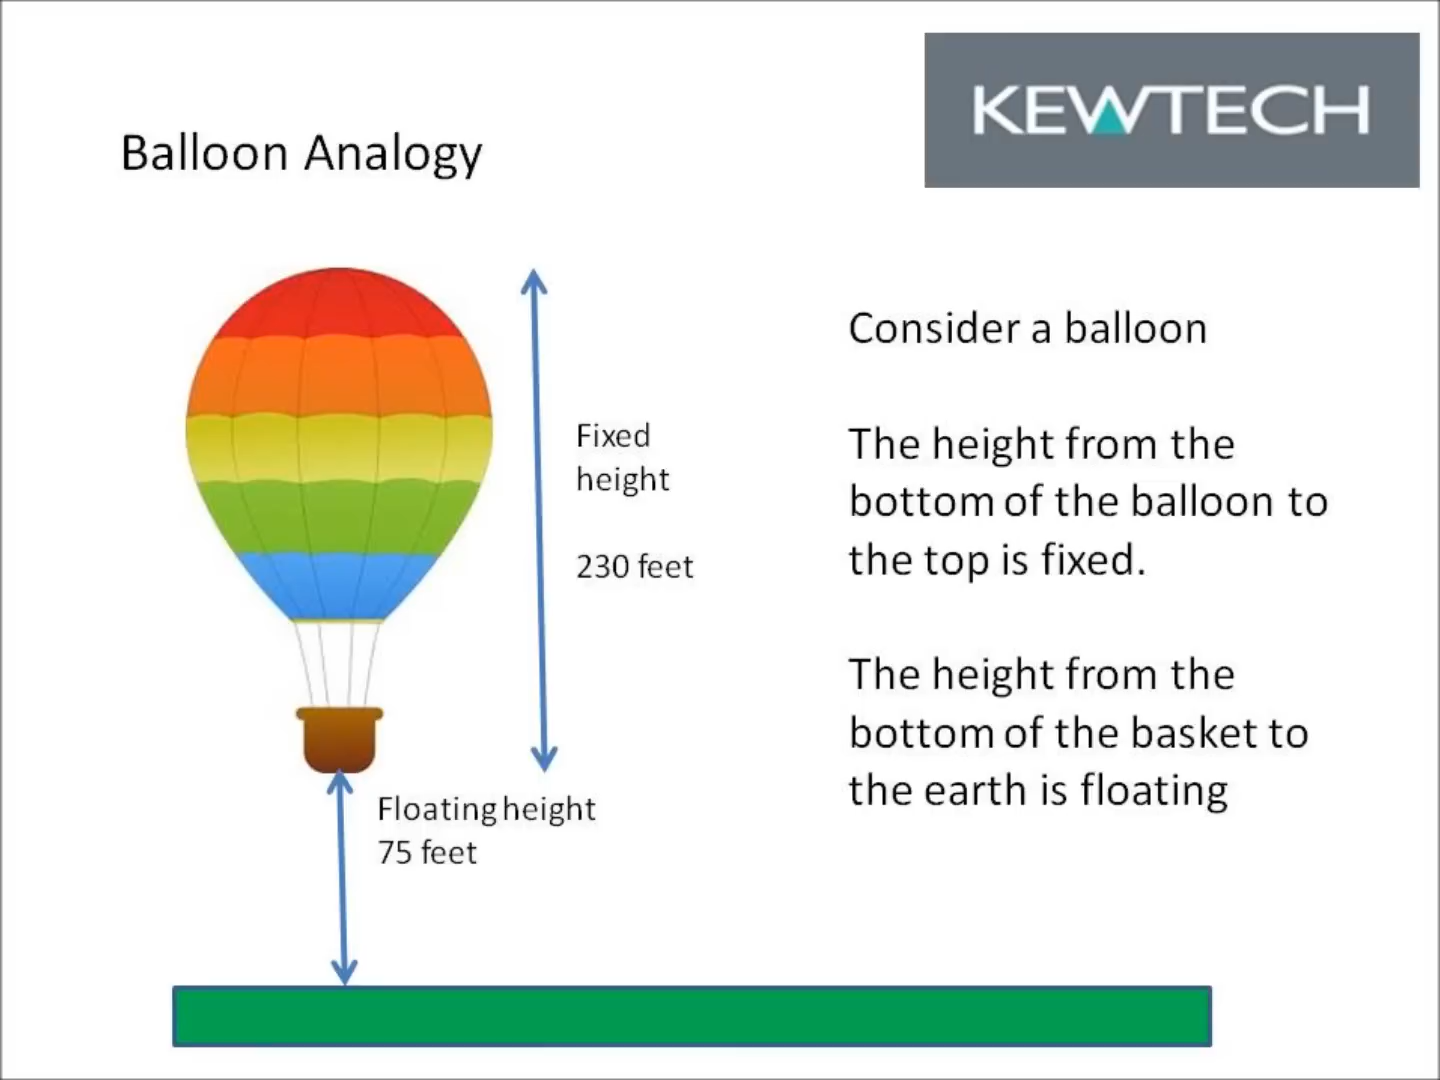 KEWTECH
Balloon Analogy
Fixed
height
230 feet
Floating height
75 feet
Consider a balloon
The height from the
bottom of the balloon to
the top is fixed.
The height from the
bottom of the basket to
the earth is floating